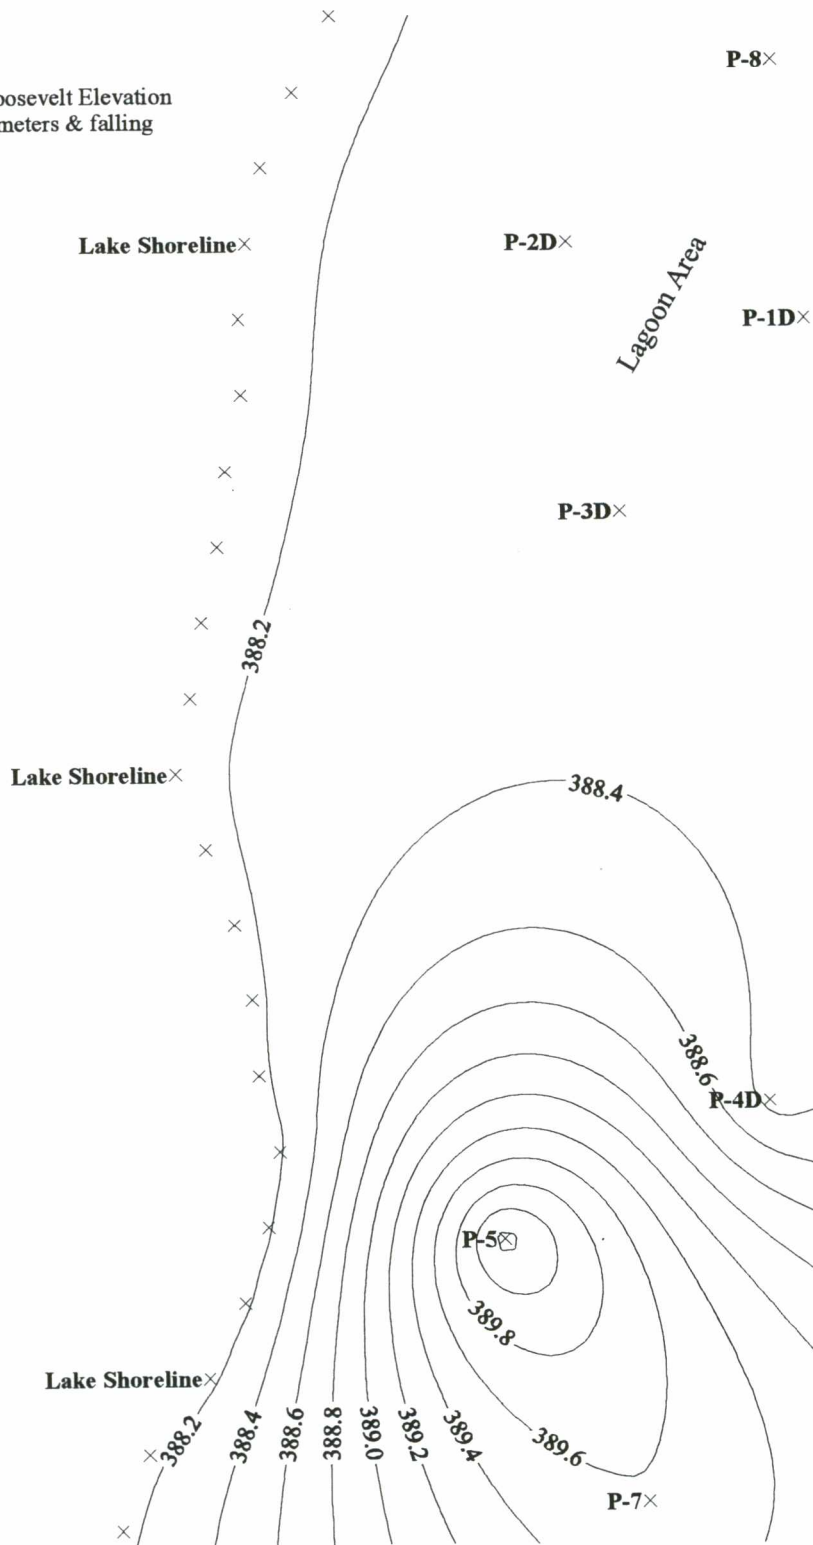 P-8
oosevelt Elevation
meters & falling
Lake Shoreline
P-2D
Lagoon Area
P-1D
P-3D
388.2
Lake Shoreline
388.4
388.6
P-4D
P-5
389.8
Lake Shoreline
388.2
388.4
388.6
388.8
389.0
389.2
389.4
389.6
P-7